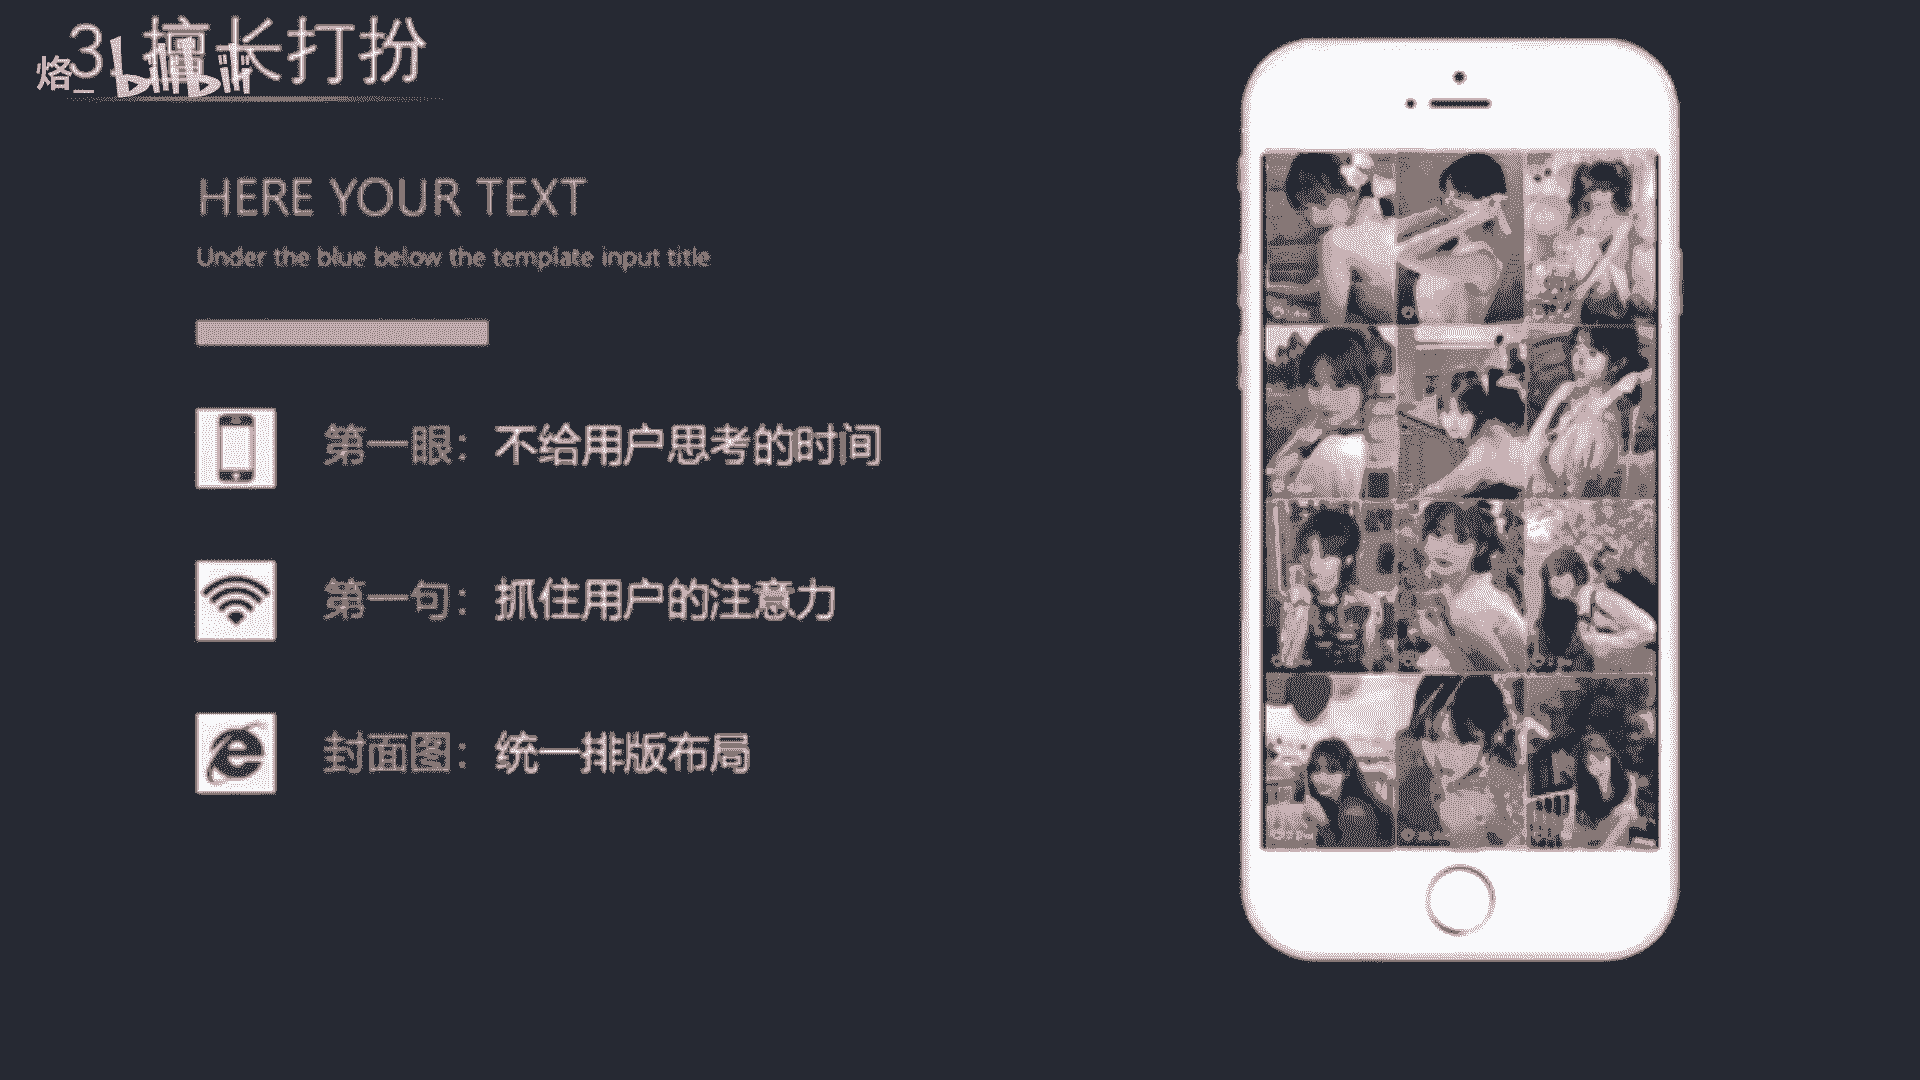 3.擅长打扮
烙_ bilibili
HERE YOUR TEXT
Under the blue below the template input title
第一眼：不给用户思考的时间
第一句：抓住用户的注意力
封面图：统一排版布局